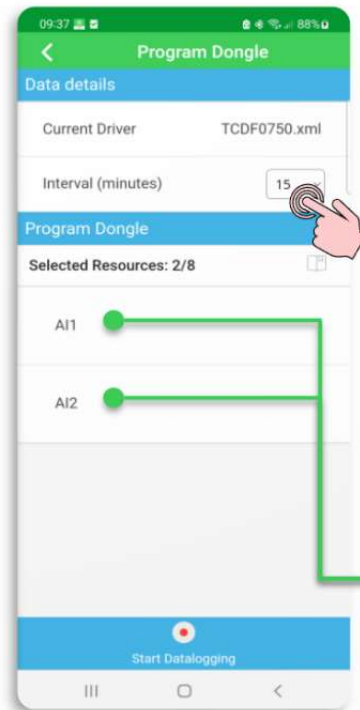 09:37 88%
Program Dongle
Data details
Current Driver TCDF0750.xml
Interval (minutes) 15
Program Dongle
Selected Resources: 2/8
AI1
AI2
Start Datalogging